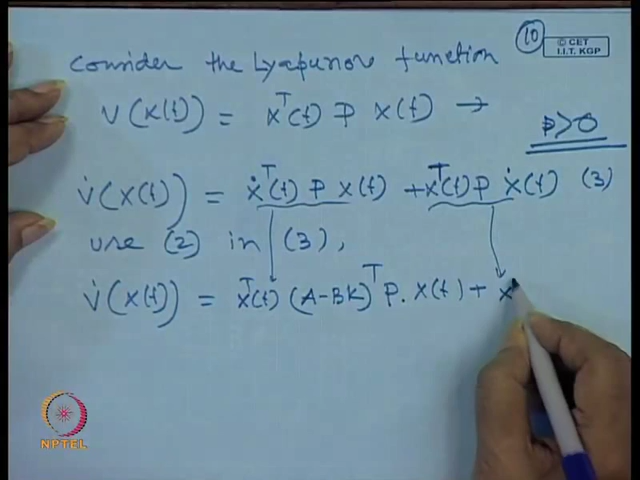 10
© CET
I.I.T. KGP
Consider the Lyapunov function
V(x(t)) = x^T(t) P x(t) →
P>0
V̇(x(t)) = ẋ^T(t) P x(t) + x^T(t) P ẋ(t) (3)
use (2) in (3),
V̇(x(t)) = x^T(t) (A-BK)^T P. x(t) + x
NPTEL